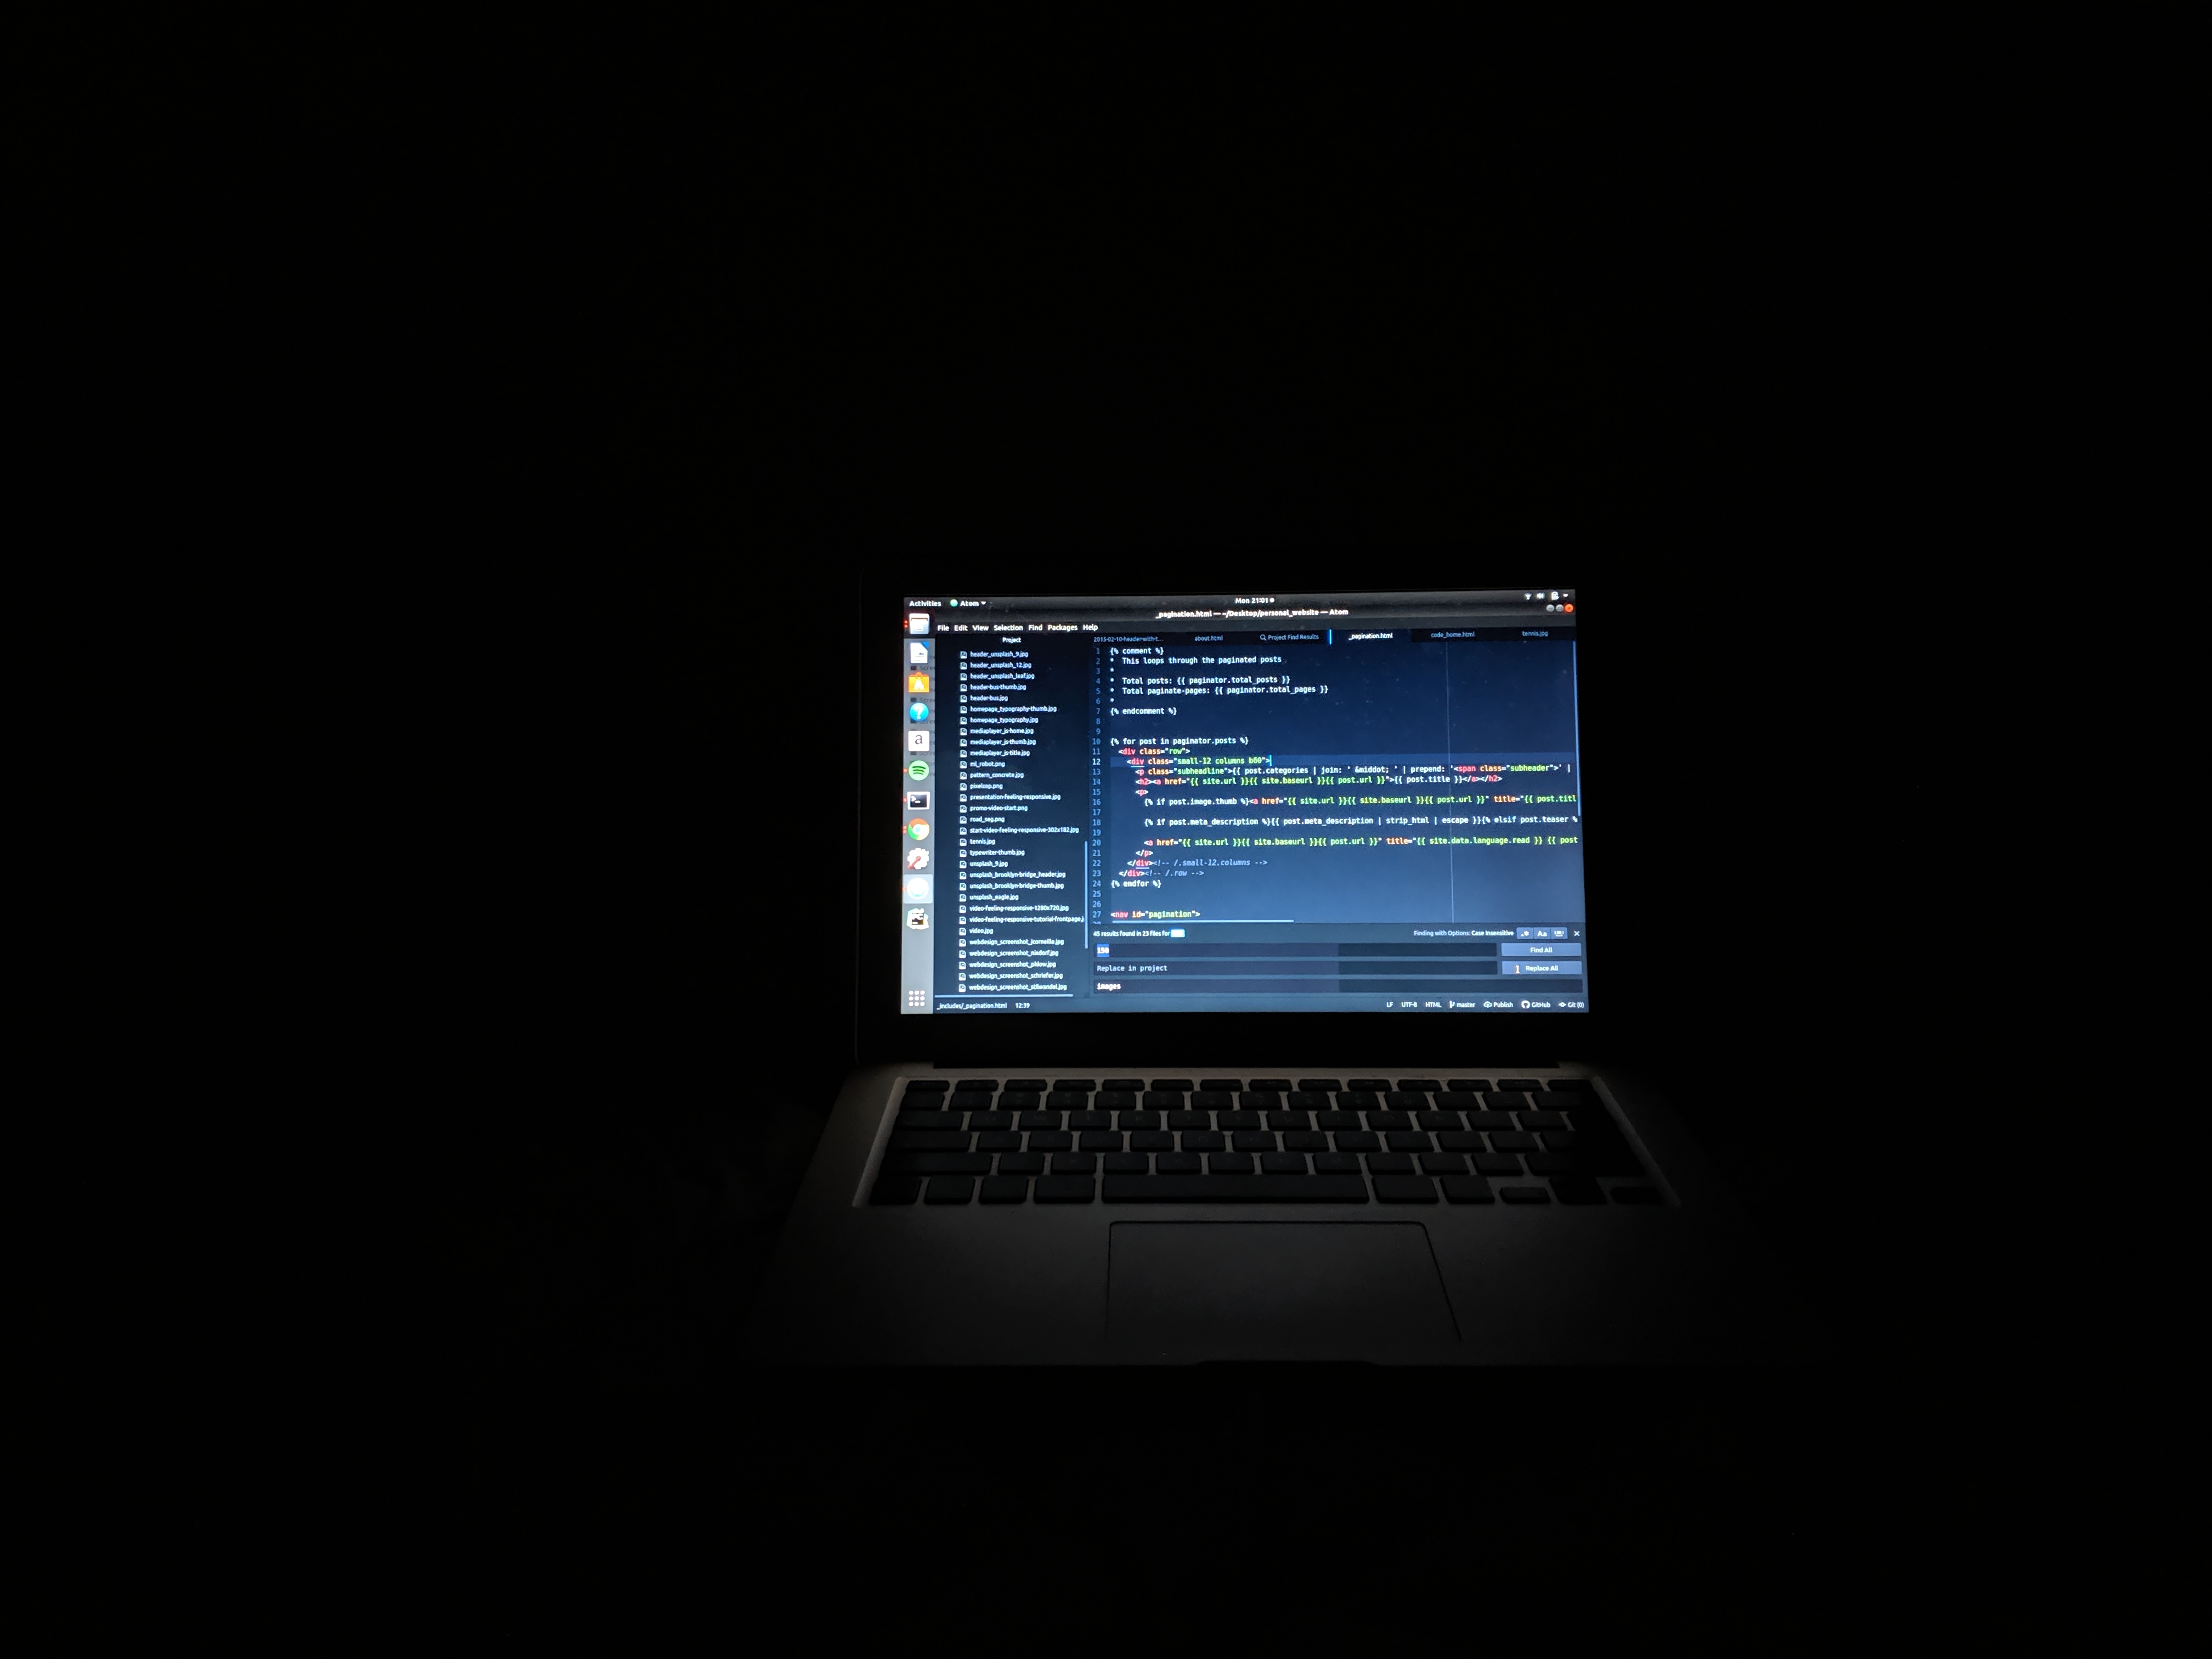 Activities Atom Mon 21:01
_pagination.html — ~/Desktop/personal_website — Atom
File Edit View Selection Find Packages Help
Project
header_unsplash_9.jpg
header_unsplash_12.jpg
header_unsplash_leaf.jpg
header-bus-thumb.jpg
header-bus.jpg
homepage_typography-thumb.jpg
homepage_typography.jpg
mediaplayer_js-home.jpg
mediaplayer_js-thumb.jpg
mediaplayer_js-title.jpg
ml_robot.png
pattern_concrete.jpg
pixelcop.png
presentation-feeling-responsive.jpg
promo-video-start.png
road_seg.png
start-video-feeling-responsive-302x182.jpg
tennis.jpg
typewriter-thumb.jpg
unsplash_9.jpg
unsplash_brooklyn-bridge_header.jpg
unsplash_brooklyn-bridge-thumb.jpg
unsplash_eagle.jpg
video-feeling-responsive-1280x720.jpg
video-feeling-responsive-tutorial-frontpage.j
video.jpg
webdesign_screenshot_jcorneille.jpg
webdesign_screenshot_nixdorf.jpg
webdesign_screenshot_phlow.jpg
webdesign_screenshot_schriefer.jpg
webdesign_screenshot_stilwandel.jpg
2013-02-10-header-with-t... about.html Project Find Results _pagination.html code_home.html tennis.jpg
1 {% comment %}
2 * This loops through the paginated posts
3 *
4 * Total posts: {{ paginator.total_posts }}
5 * Total paginate-pages: {{ paginator.total_pages }}
6 *
7 {% endcomment %}
8
9
10 {% for post in paginator.posts %}
11 <div class="row">
12 <div class="small-12 columns b60">
13 <p class="subheadline">{{ post.categories | join: ' &middot; ' | prepend: '<span class="subheader">' |
14 <h2><a href="{{ site.url }}{{ site.baseurl }}{{ post.url }}">{{ post.title }}</a></h2>
15 <p>
16 {% if post.image.thumb %}<a href="{{ site.url }}{{ site.baseurl }}{{ post.url }}" title="{{ post.titl
17
18 {% if post.meta_description %}{{ post.meta_description | strip_html | escape }}{% elsif post.teaser %
19
20 <a href="{{ site.url }}{{ site.baseurl }}{{ post.url }}" title="{{ site.data.language.read }} {{ post
21 </p>
22 </div><!-- /.small-12.columns -->
23 </div><!-- /.row -->
24 {% endfor %}
25
26
27 <nav id="pagination">
45 results found in 23 files for
Finding with Options: Case Insensitive .* Aa
Find All
Replace in project Replace All
images
_includes/_pagination.html 12:39 LF UTF-8 HTML master Publish GitHub Git (0)